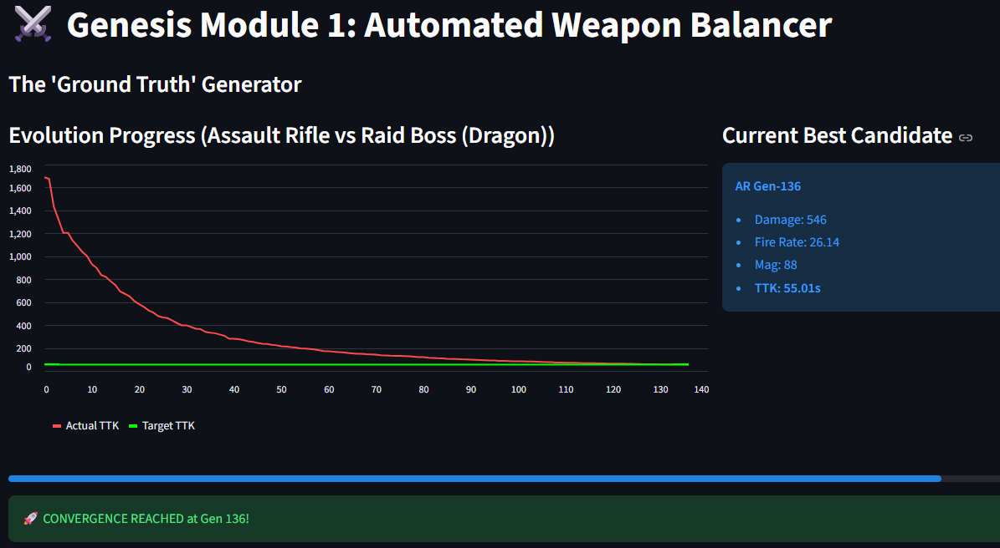 Genesis Module 1: Automated Weapon Balancer
The 'Ground Truth' Generator
Evolution Progress (Assault Rifle vs Raid Boss (Dragon))
1,800
1,600
1,400
1,200
1,000
800
600
400
200
0
0 10 20 30 40 50 60 70 80 90 100 110 120 130 140
Actual TTK Target TTK
Current Best Candidate
AR Gen-136
Damage: 546
Fire Rate: 26.14
Mag: 88
TTK: 55.01s
🚀 CONVERGENCE REACHED at Gen 136!